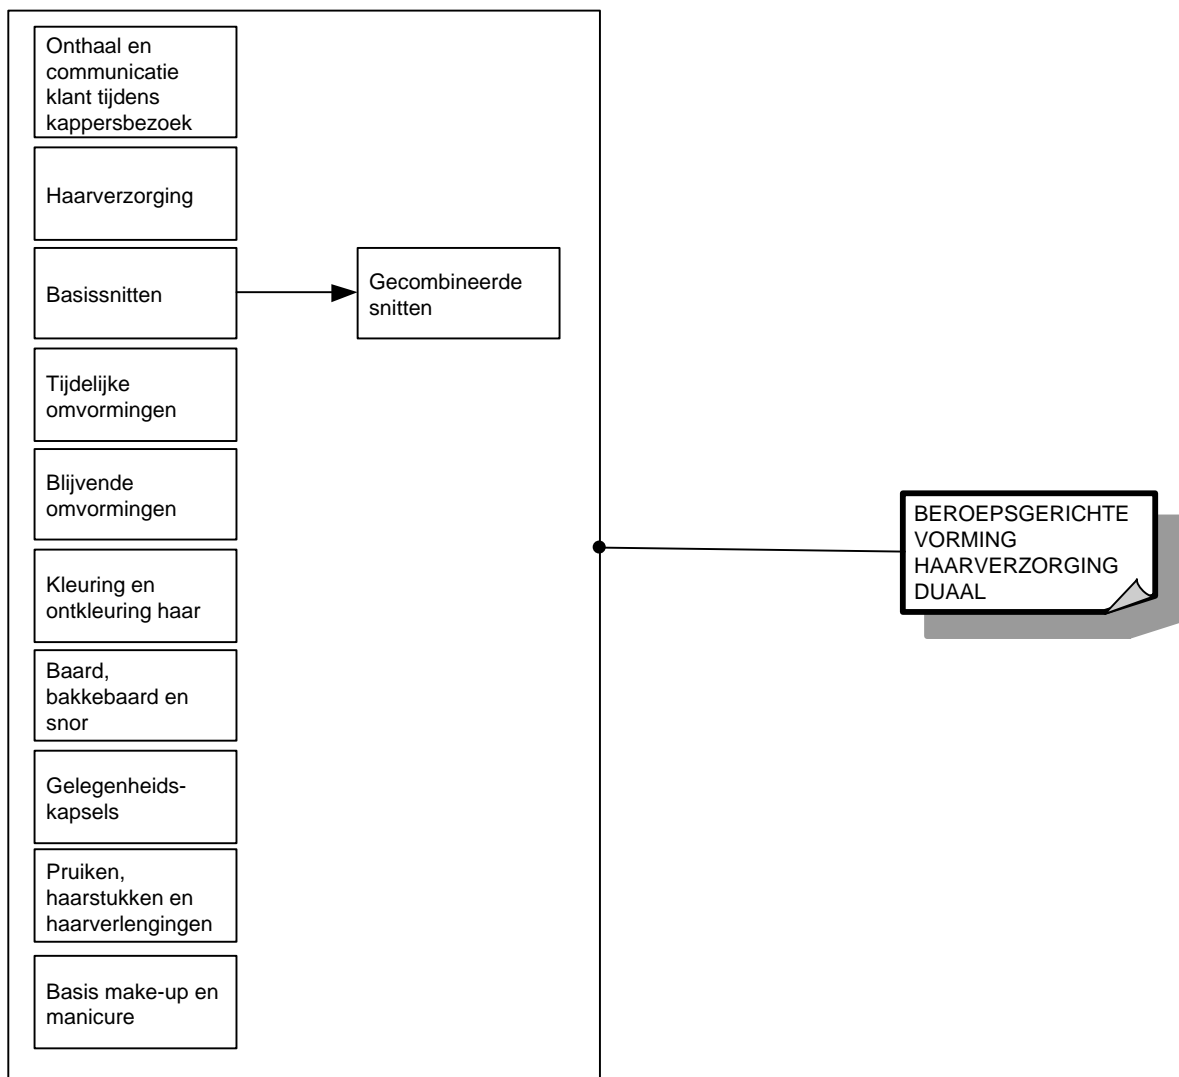 Onthaal en
communicatie
klant tijdens
kappersbezoek
Haarverzorging
Basissnitten
Gecombineerde
snitten
Tijdelijke
omvormingen
Blijvende
omvormingen
Kleuring en
ontkleuring haar
Baard,
bakkebaard en
snor
Gelegenheids-
kapsels
Pruiken,
haarstukken en
haarverlengingen
Basis make-up en
manicure
BEROEPSGERICHTE
VORMING
HAARVERZORGING
DUAAL